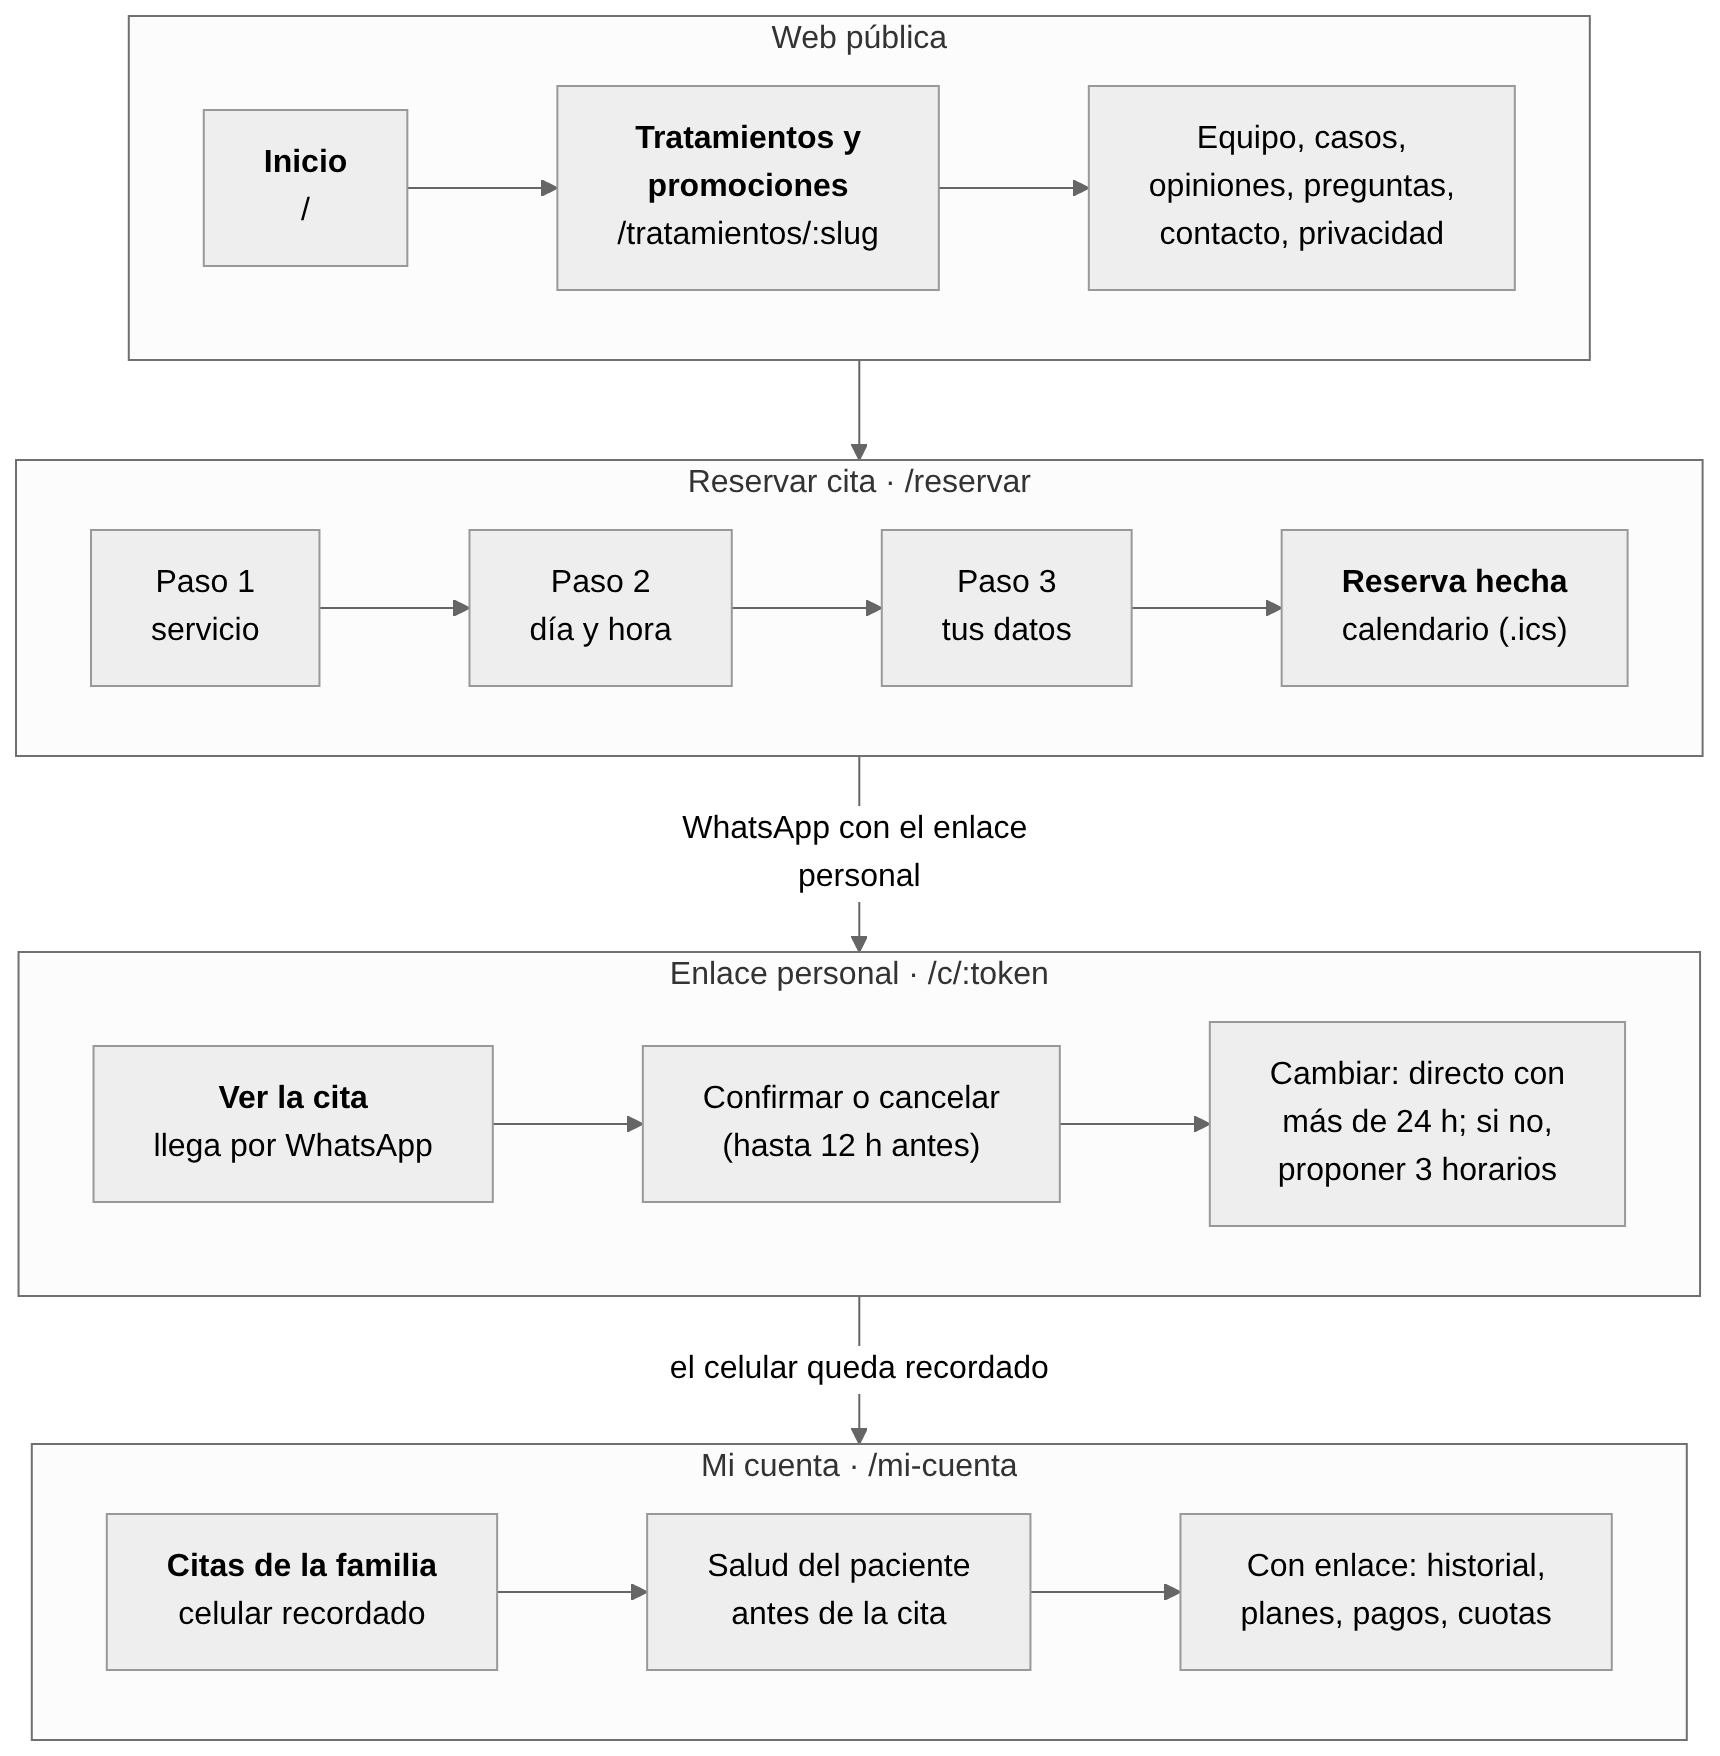 Web pública
Inicio
/
Tratamientos y
promociones
/tratamientos/:slug
Equipo, casos,
opiniones, preguntas,
contacto, privacidad
Reservar cita · /reservar
Paso 1
servicio
Paso 2
día y hora
Paso 3
tus datos
Reserva hecha
calendario (.ics)
WhatsApp con el enlace
personal
Enlace personal · /c/:token
Ver la cita
llega por WhatsApp
Confirmar o cancelar
(hasta 12 h antes)
Cambiar: directo con
más de 24 h; si no,
proponer 3 horarios
el celular queda recordado
Mi cuenta · /mi-cuenta
Citas de la familia
celular recordado
Salud del paciente
antes de la cita
Con enlace: historial,
planes, pagos, cuotas